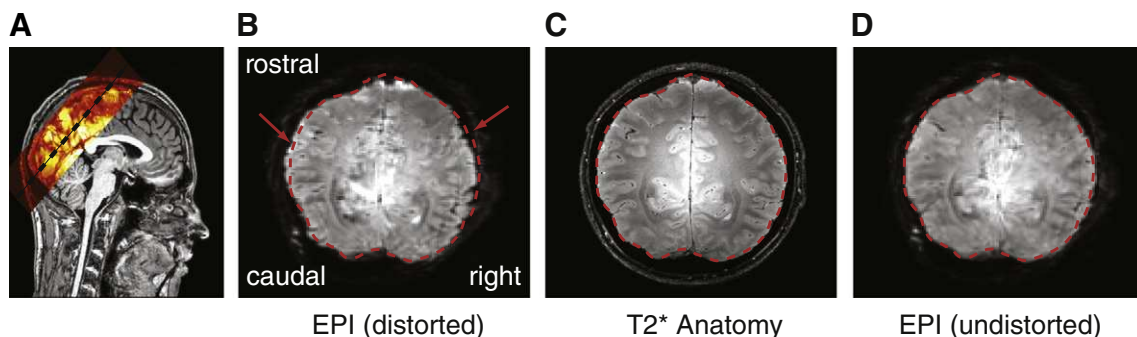 A
B
C
D
rostral
caudal
right
EPI (distorted)
T2* Anatomy
EPI (undistorted)